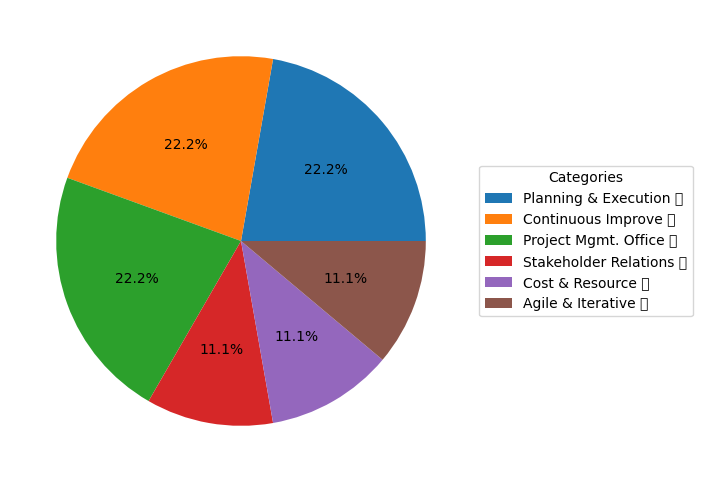 22.2%
22.2%
22.2%
11.1%
11.1%
11.1%
Categories
Planning & Execution
Continuous Improve
Project Mgmt. Office
Stakeholder Relations
Cost & Resource
Agile & Iterative